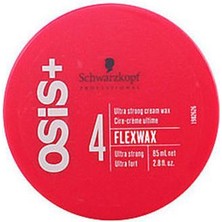 Schwarzkopf
PROFESSIONAL
OSiS+
Ultra strong cream wax
Cire-crème ultime
4
FLEXWAX
Ultra strong
Ultra fort
85 ml. net
2.8 fl. oz.